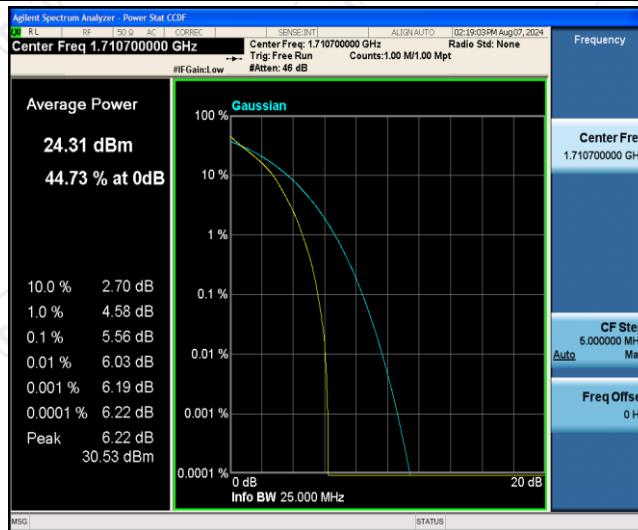 Agilent Spectrum Analyzer - Power Stat CCDF
RL RF 50 Ω AC CORREC SENSE:INT ALIGNAUTO 02:19:03PM Aug07, 2024
Center Freq 1.710700000 GHz
Center Freq: 1.710700000 GHz Radio Std: None
Trig: Free Run Counts:1.00 M/1.00 Mpt
#IFGain:Low #Atten: 46 dB
Frequency
Average Power
24.31 dBm
44.73 % at 0dB
10.0 % 2.70 dB
1.0 % 4.58 dB
0.1 % 5.56 dB
0.01 % 6.03 dB
0.001 % 6.19 dB
0.0001 % 6.22 dB
Peak 6.22 dB
30.53 dBm
Gaussian
100 %
10 %
1 %
0.1 %
0.01 %
0.001 %
0.0001 %
0 dB 20 dB
Info BW 25.000 MHz
Center Fre
1.710700000 GH
CF Ste
5.000000 MH
Auto Ma
Freq Offse
0 H
MSG STATUS